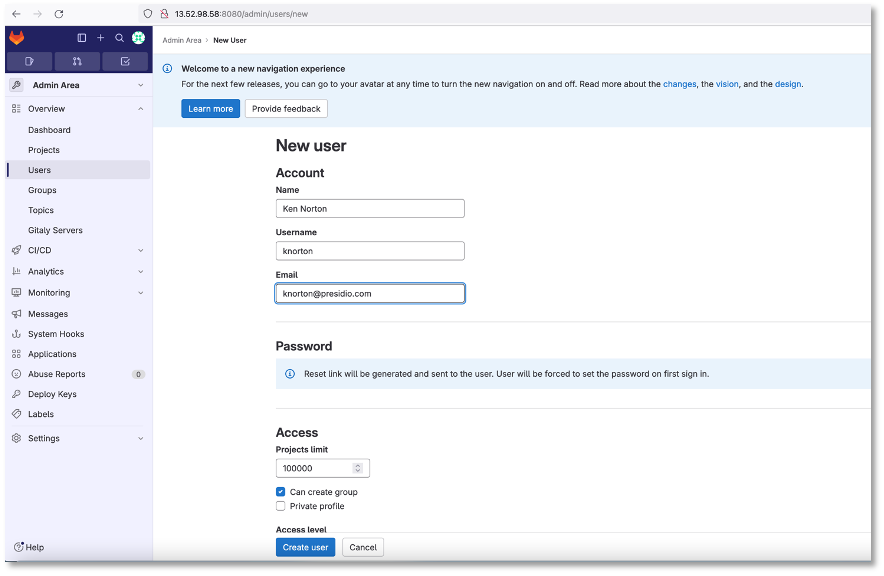 13.52.98.58:8080/admin/users/new
Admin Area › New User
Welcome to a new navigation experience
For the next few releases, you can go to your avatar at any time to turn the new navigation on and off. Read more about the changes, the vision, and the design.
Learn more Provide feedback
Admin Area
Overview
Dashboard
Projects
Users
Groups
Topics
Gitaly Servers
CI/CD
Analytics
Monitoring
Messages
System Hooks
Applications
Abuse Reports 0
Deploy Keys
Labels
Settings
Help
New user
Account
Name
Ken Norton
Username
knorton
Email
knorton@presidio.com
Password
Reset link will be generated and sent to the user. User will be forced to set the password on first sign in.
Access
Projects limit
100000
Can create group
Private profile
Access level
Create user Cancel